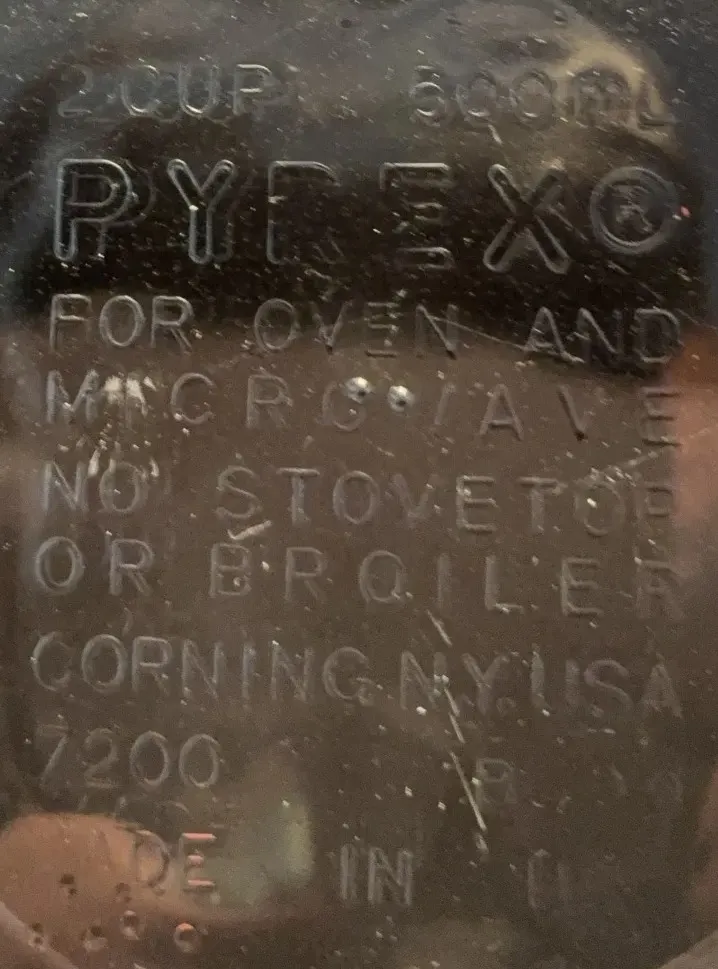 2 CUP 500mL
PYREX®
FOR OVEN AND
MICROWAVE
NO STOVETOP
OR BROILER
CORNING NY. USA
7200 B
IN